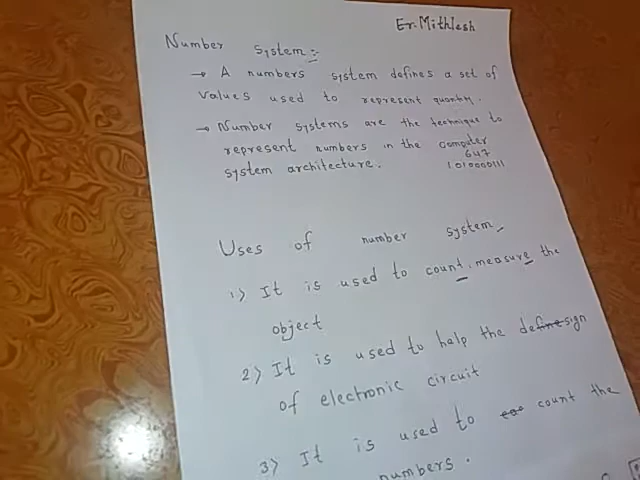 Er. Mithlesh
Number system :-
→ A numbers system defines a set of
values used to represent quantity.
→ Number systems are the technique to
represent numbers in the computer
system architecture.
647
1010000111
Uses of number system
1) It is used to count, measure the
object
2) It is used to help the design
of electronic circuit
3) It is used to count the
numbers.